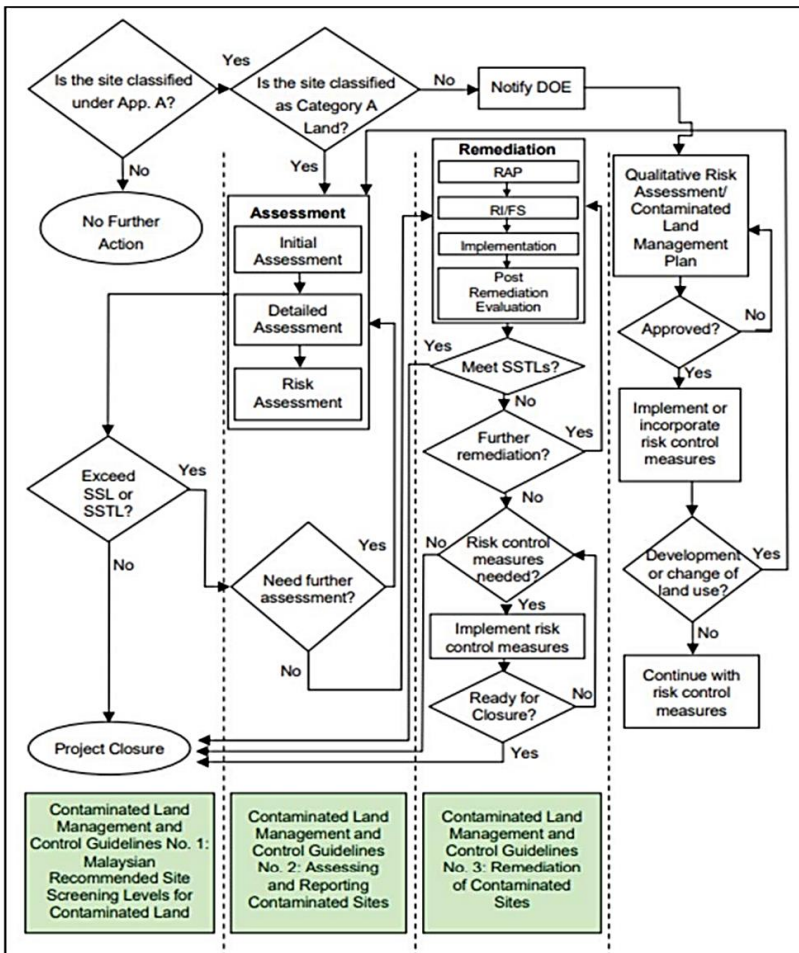 Is the site classified
under App. A?
Yes
Is the site classified
as Category A
Land?
No
Notify DOE
No
No Further
Action
Yes
Assessment
Initial
Assessment
Detailed
Assessment
Risk
Assessment
Remediation
RAP
RI/FS
Implementation
Post
Remediation
Evaluation
Qualitative Risk
Assessment/
Contaminated
Land
Management
Plan
No
Approved?
Yes
Implement or
incorporate
risk control
measures
Development
or change of
land use?
Yes
No
Continue with
risk control
measures
Yes
Meet SSTLs?
No
Further
remediation?
Yes
No
No
Risk control
measures
needed?
Yes
Implement risk
control measures
Ready for
Closure?
No
Yes
Exceed
SSL or
SSTL?
Yes
No
Need further
assessment?
Yes
No
Project Closure
Contaminated Land
Management and
Control Guidelines No. 1:
Malaysian
Recommended Site
Screening Levels for
Contaminated Land
Contaminated Land
Management and
Control Guidelines
No. 2: Assessing
and Reporting
Contaminated Sites
Contaminated Land
Management and
Control Guidelines
No. 3: Remediation
of Contaminated
Sites